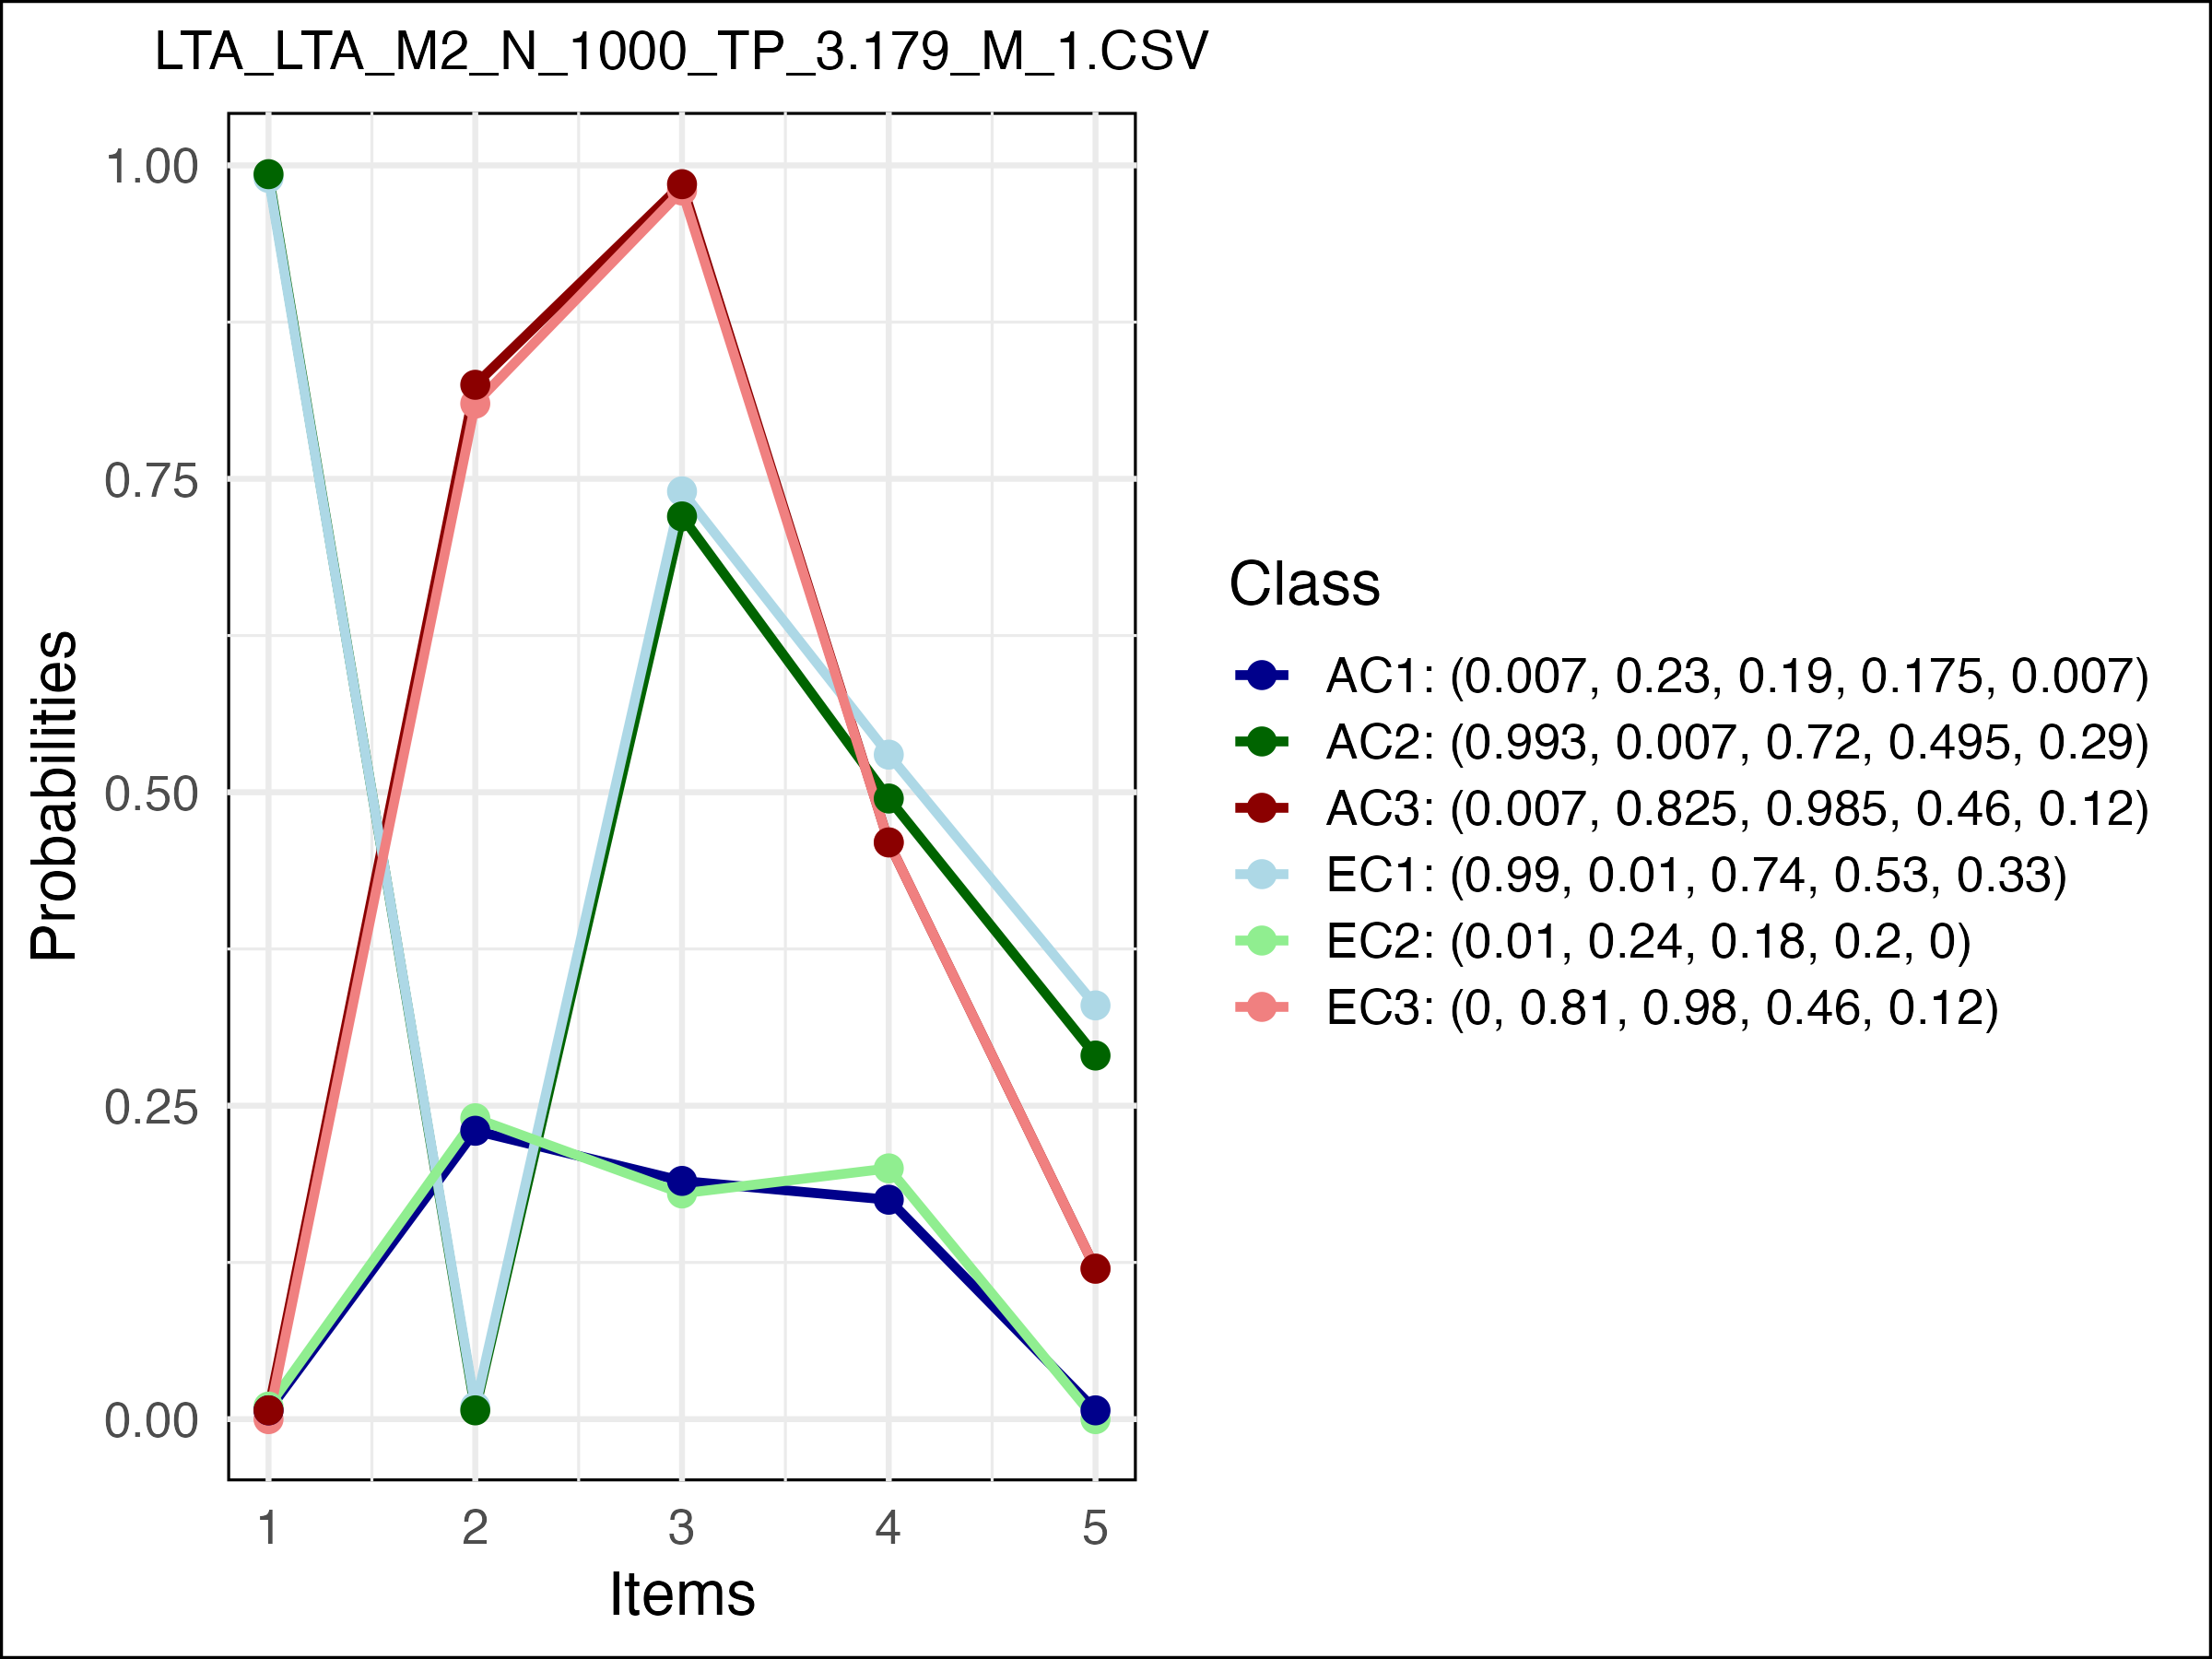 LTA_LTA_M2_N_1000_TP_3.179_M_1.CSV
1.00
0.75
0.50
0.25
0.00
Probabilities
1 2 3 4 5
Items
Class
AC1: (0.007, 0.23, 0.19, 0.175, 0.007)
AC2: (0.993, 0.007, 0.72, 0.495, 0.29)
AC3: (0.007, 0.825, 0.985, 0.46, 0.12)
EC1: (0.99, 0.01, 0.74, 0.53, 0.33)
EC2: (0.01, 0.24, 0.18, 0.2, 0)
EC3: (0, 0.81, 0.98, 0.46, 0.12)